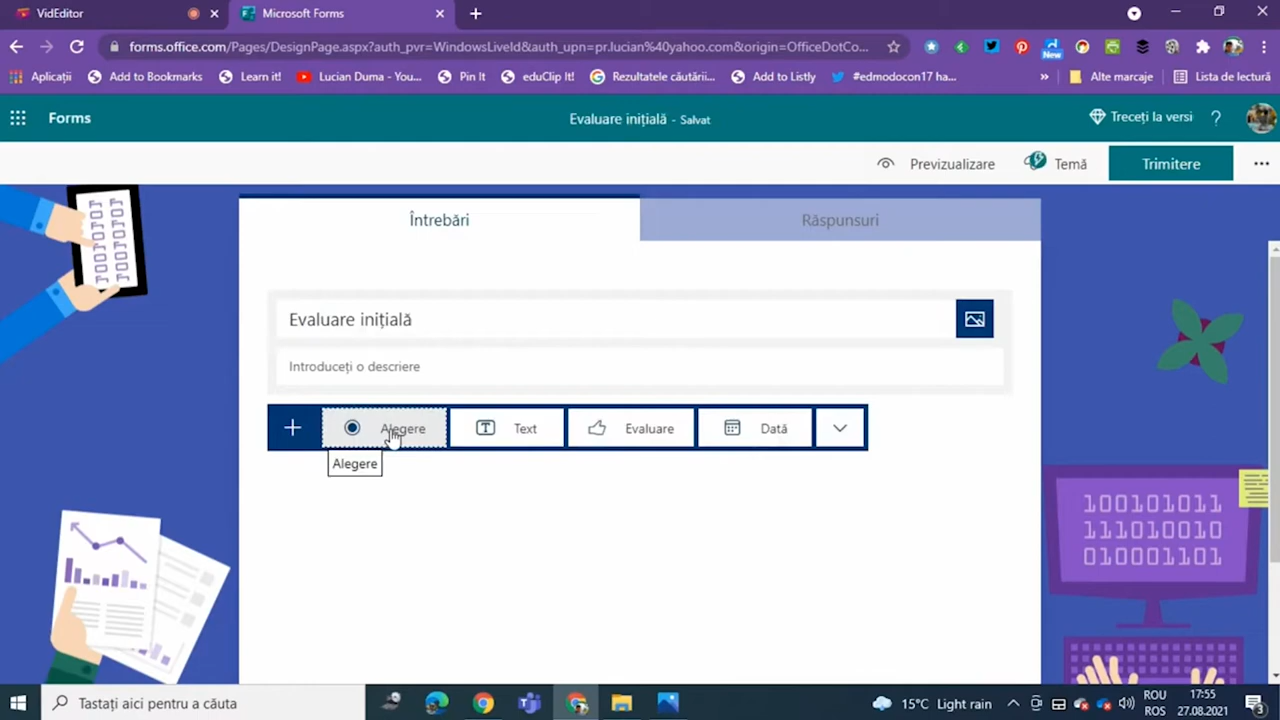 VidEditor
Microsoft Forms
forms.office.com/Pages/DesignPage.aspx?auth_pvr=WindowsLiveId&auth_upn=pr.lucian%40yahoo.com&origin=OfficeDotCo...
New
Aplicații
Add to Bookmarks
Learn it!
Lucian Duma - You...
Pin It
eduClip It!
Rezultatele căutării...
Add to Listly
#edmodocon17 ha...
»
Alte marcaje
Lista de lectură
Forms
Evaluare inițială - Salvat
Treceți la versi
?
Previzualizare
Temă
Trimitere
...
Întrebări
Răspunsuri
Evaluare inițială
Introduceți o descriere
Alegere
Text
Evaluare
Dată
Alegere
100101011
111010010
010001101
Tastați aici pentru a căuta
15°C Light rain
ROU
ROS
17:55
27.08.2021
3